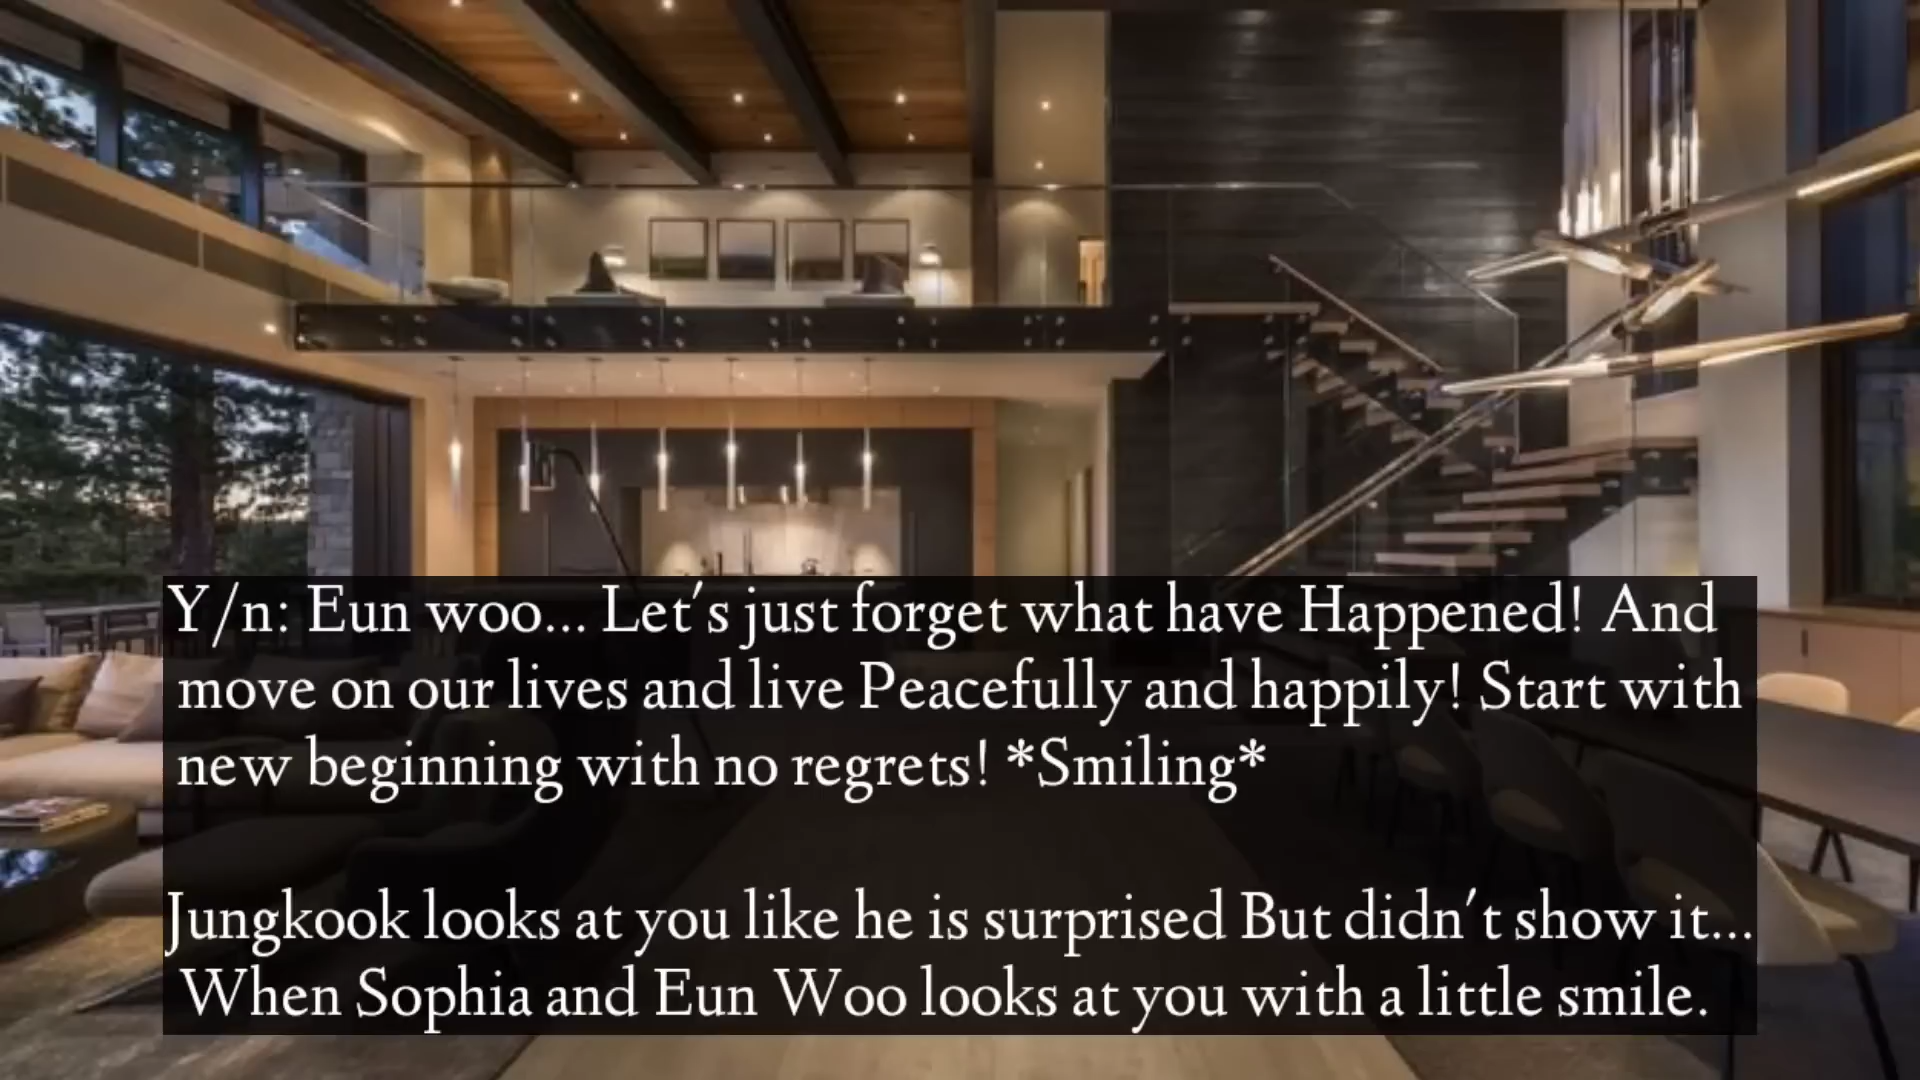 Y/n: Eun woo... Let's just forget what have Happened! And
move on our lives and live Peacefully and happily! Start with
new beginning with no regrets! *Smiling*
Jungkook looks at you like he is surprised But didn't show it...
When Sophia and Eun Woo looks at you with a little smile.